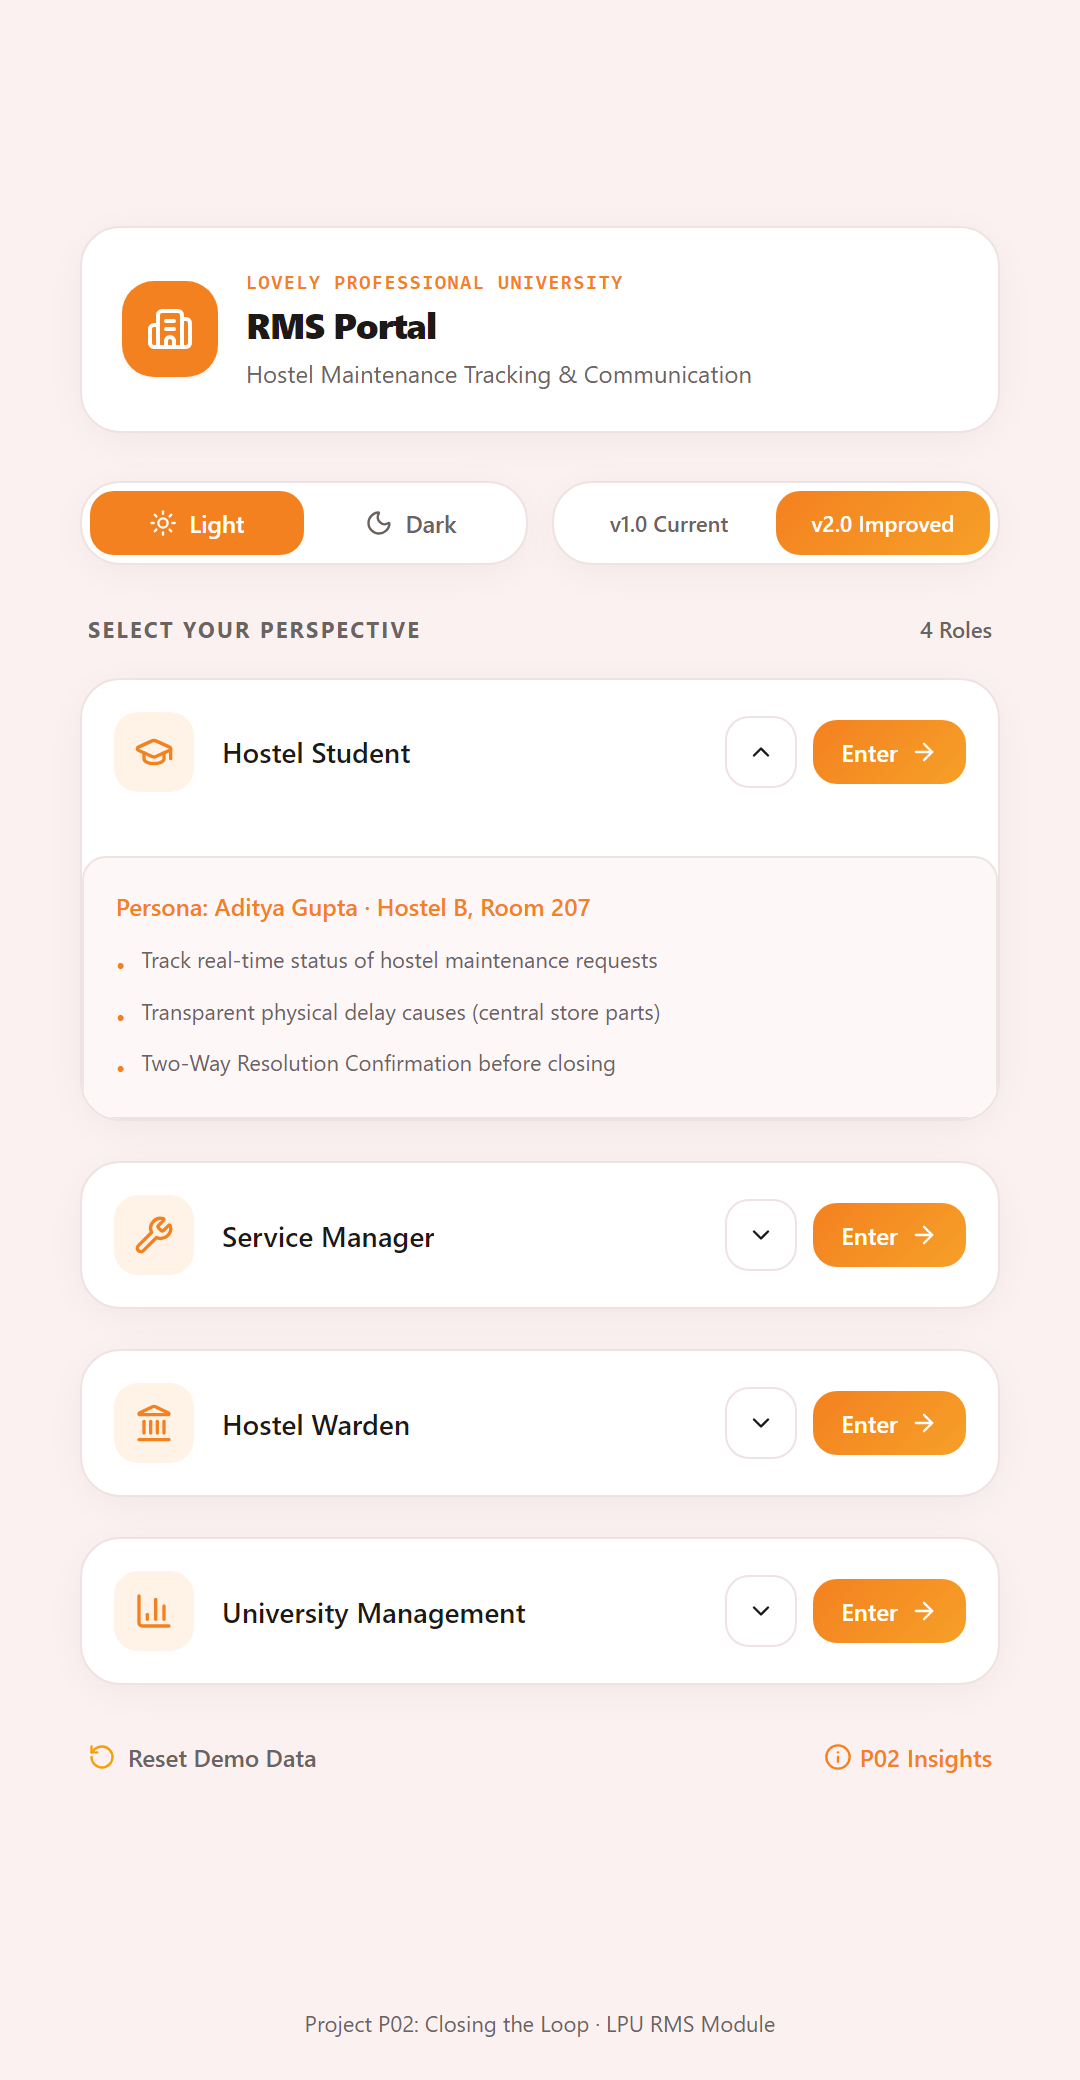 LOVELY PROFESSIONAL UNIVERSITY
RMS Portal
Hostel Maintenance Tracking & Communication
Light
Dark
v1.0 Current
v2.0 Improved
SELECT YOUR PERSPECTIVE
4 Roles
Hostel Student
Enter
Persona: Aditya Gupta · Hostel B, Room 207
• Track real-time status of hostel maintenance requests
• Transparent physical delay causes (central store parts)
• Two-Way Resolution Confirmation before closing
Service Manager
Enter
Hostel Warden
Enter
University Management
Enter
Reset Demo Data
P02 Insights
Project P02: Closing the Loop · LPU RMS Module